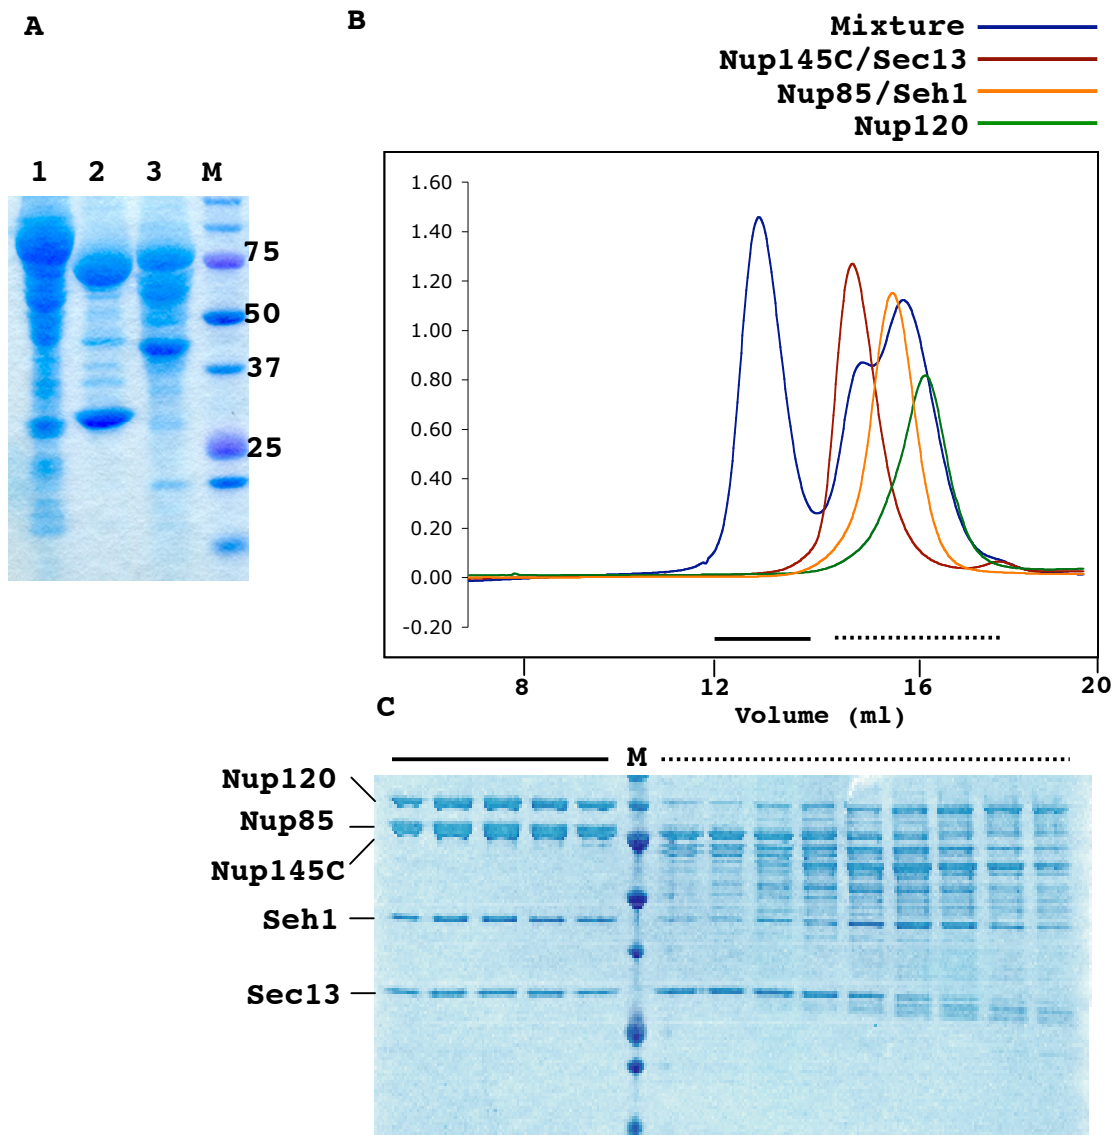 A
B
Mixture
Nup145C/Sec13
Nup85/Seh1
Nup120
1 2 3 M
75
50
37
25
1.60
1.40
1.20
1.00
0.80
0.60
0.40
0.20
0.00
-0.20
8 12 16 20
Volume (ml)
C
M
Nup120
Nup85
Nup145C
Seh1
Sec13